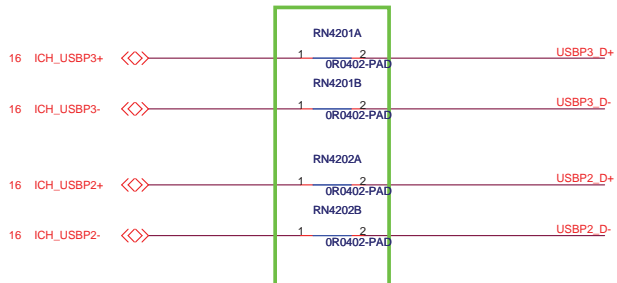 RN4201A
16 ICH_USBP3+ 1 2 USBP3_D+
0R0402-PAD
RN4201B
16 ICH_USBP3- 1 2 USBP3_D-
0R0402-PAD
RN4202A
16 ICH_USBP2+ 1 2 USBP2_D+
0R0402-PAD
RN4202B
16 ICH_USBP2- 1 2 USBP2_D-
0R0402-PAD